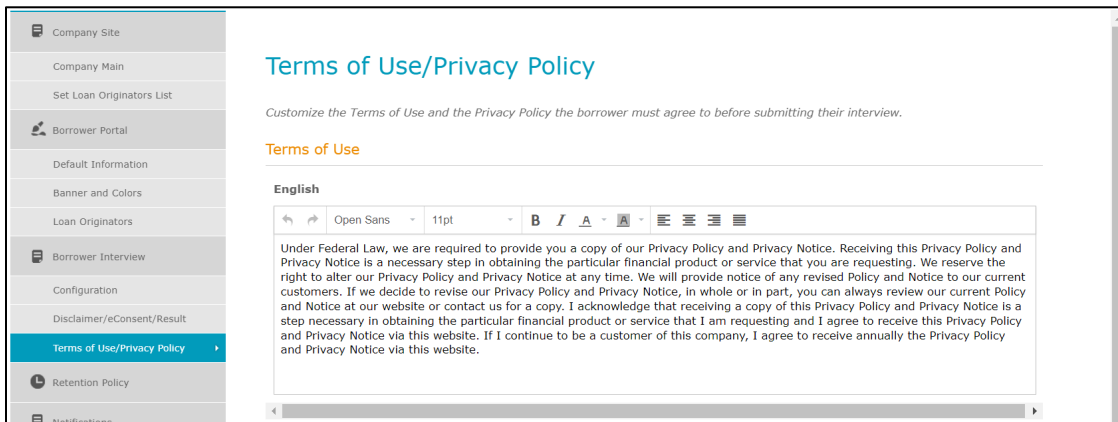 Company Site
Company Main
Set Loan Originators List
Borrower Portal
Default Information
Banner and Colors
Loan Originators
Borrower Interview
Configuration
Disclaimer/eConsent/Result
Terms of Use/Privacy Policy
Retention Policy
Notifications
Terms of Use/Privacy Policy
Customize the Terms of Use and the Privacy Policy the borrower must agree to before submitting their interview.
Terms of Use
English
Open Sans 11pt B I A A
Under Federal Law, we are required to provide you a copy of our Privacy Policy and Privacy Notice. Receiving this Privacy Policy and
Privacy Notice is a necessary step in obtaining the particular financial product or service that you are requesting. We reserve the
right to alter our Privacy Policy and Privacy Notice at any time. We will provide notice of any revised Policy and Notice to our current
customers. If we decide to revise our Privacy Policy and Privacy Notice, in whole or in part, you can always review our current Policy
and Notice at our website or contact us for a copy. I acknowledge that receiving a copy of this Privacy Policy and Privacy Notice is a
step necessary in obtaining the particular financial product or service that I am requesting and I agree to receive this Privacy Policy
and Privacy Notice via this website. If I continue to be a customer of this company, I agree to receive annually the Privacy Policy
and Privacy Notice via this website.